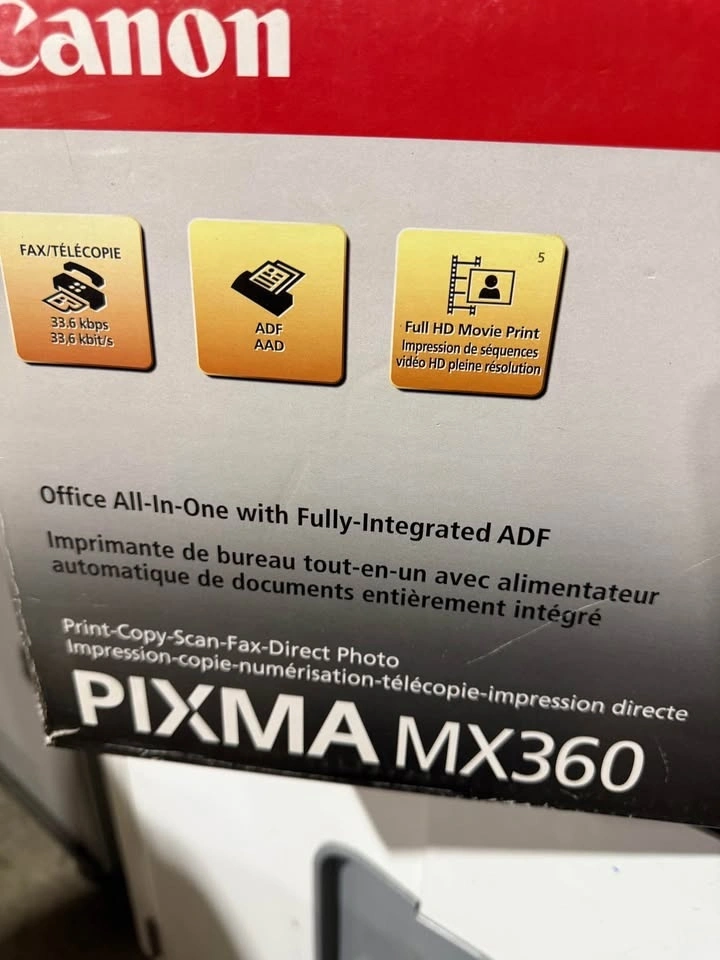 Canon
FAX/TÉLÉCOPIE
33.6 kbps
33,6 kbit/s
ADF
AAD
5
Full HD Movie Print
Impression de séquences
vidéo HD pleine résolution
Office All-In-One with Fully-Integrated ADF
Imprimante de bureau tout-en-un avec alimentateur
automatique de documents entièrement intégré
Print-Copy-Scan-Fax-Direct Photo
Impression-copie-numérisation-télécopie-impression directe
PIXMA MX360